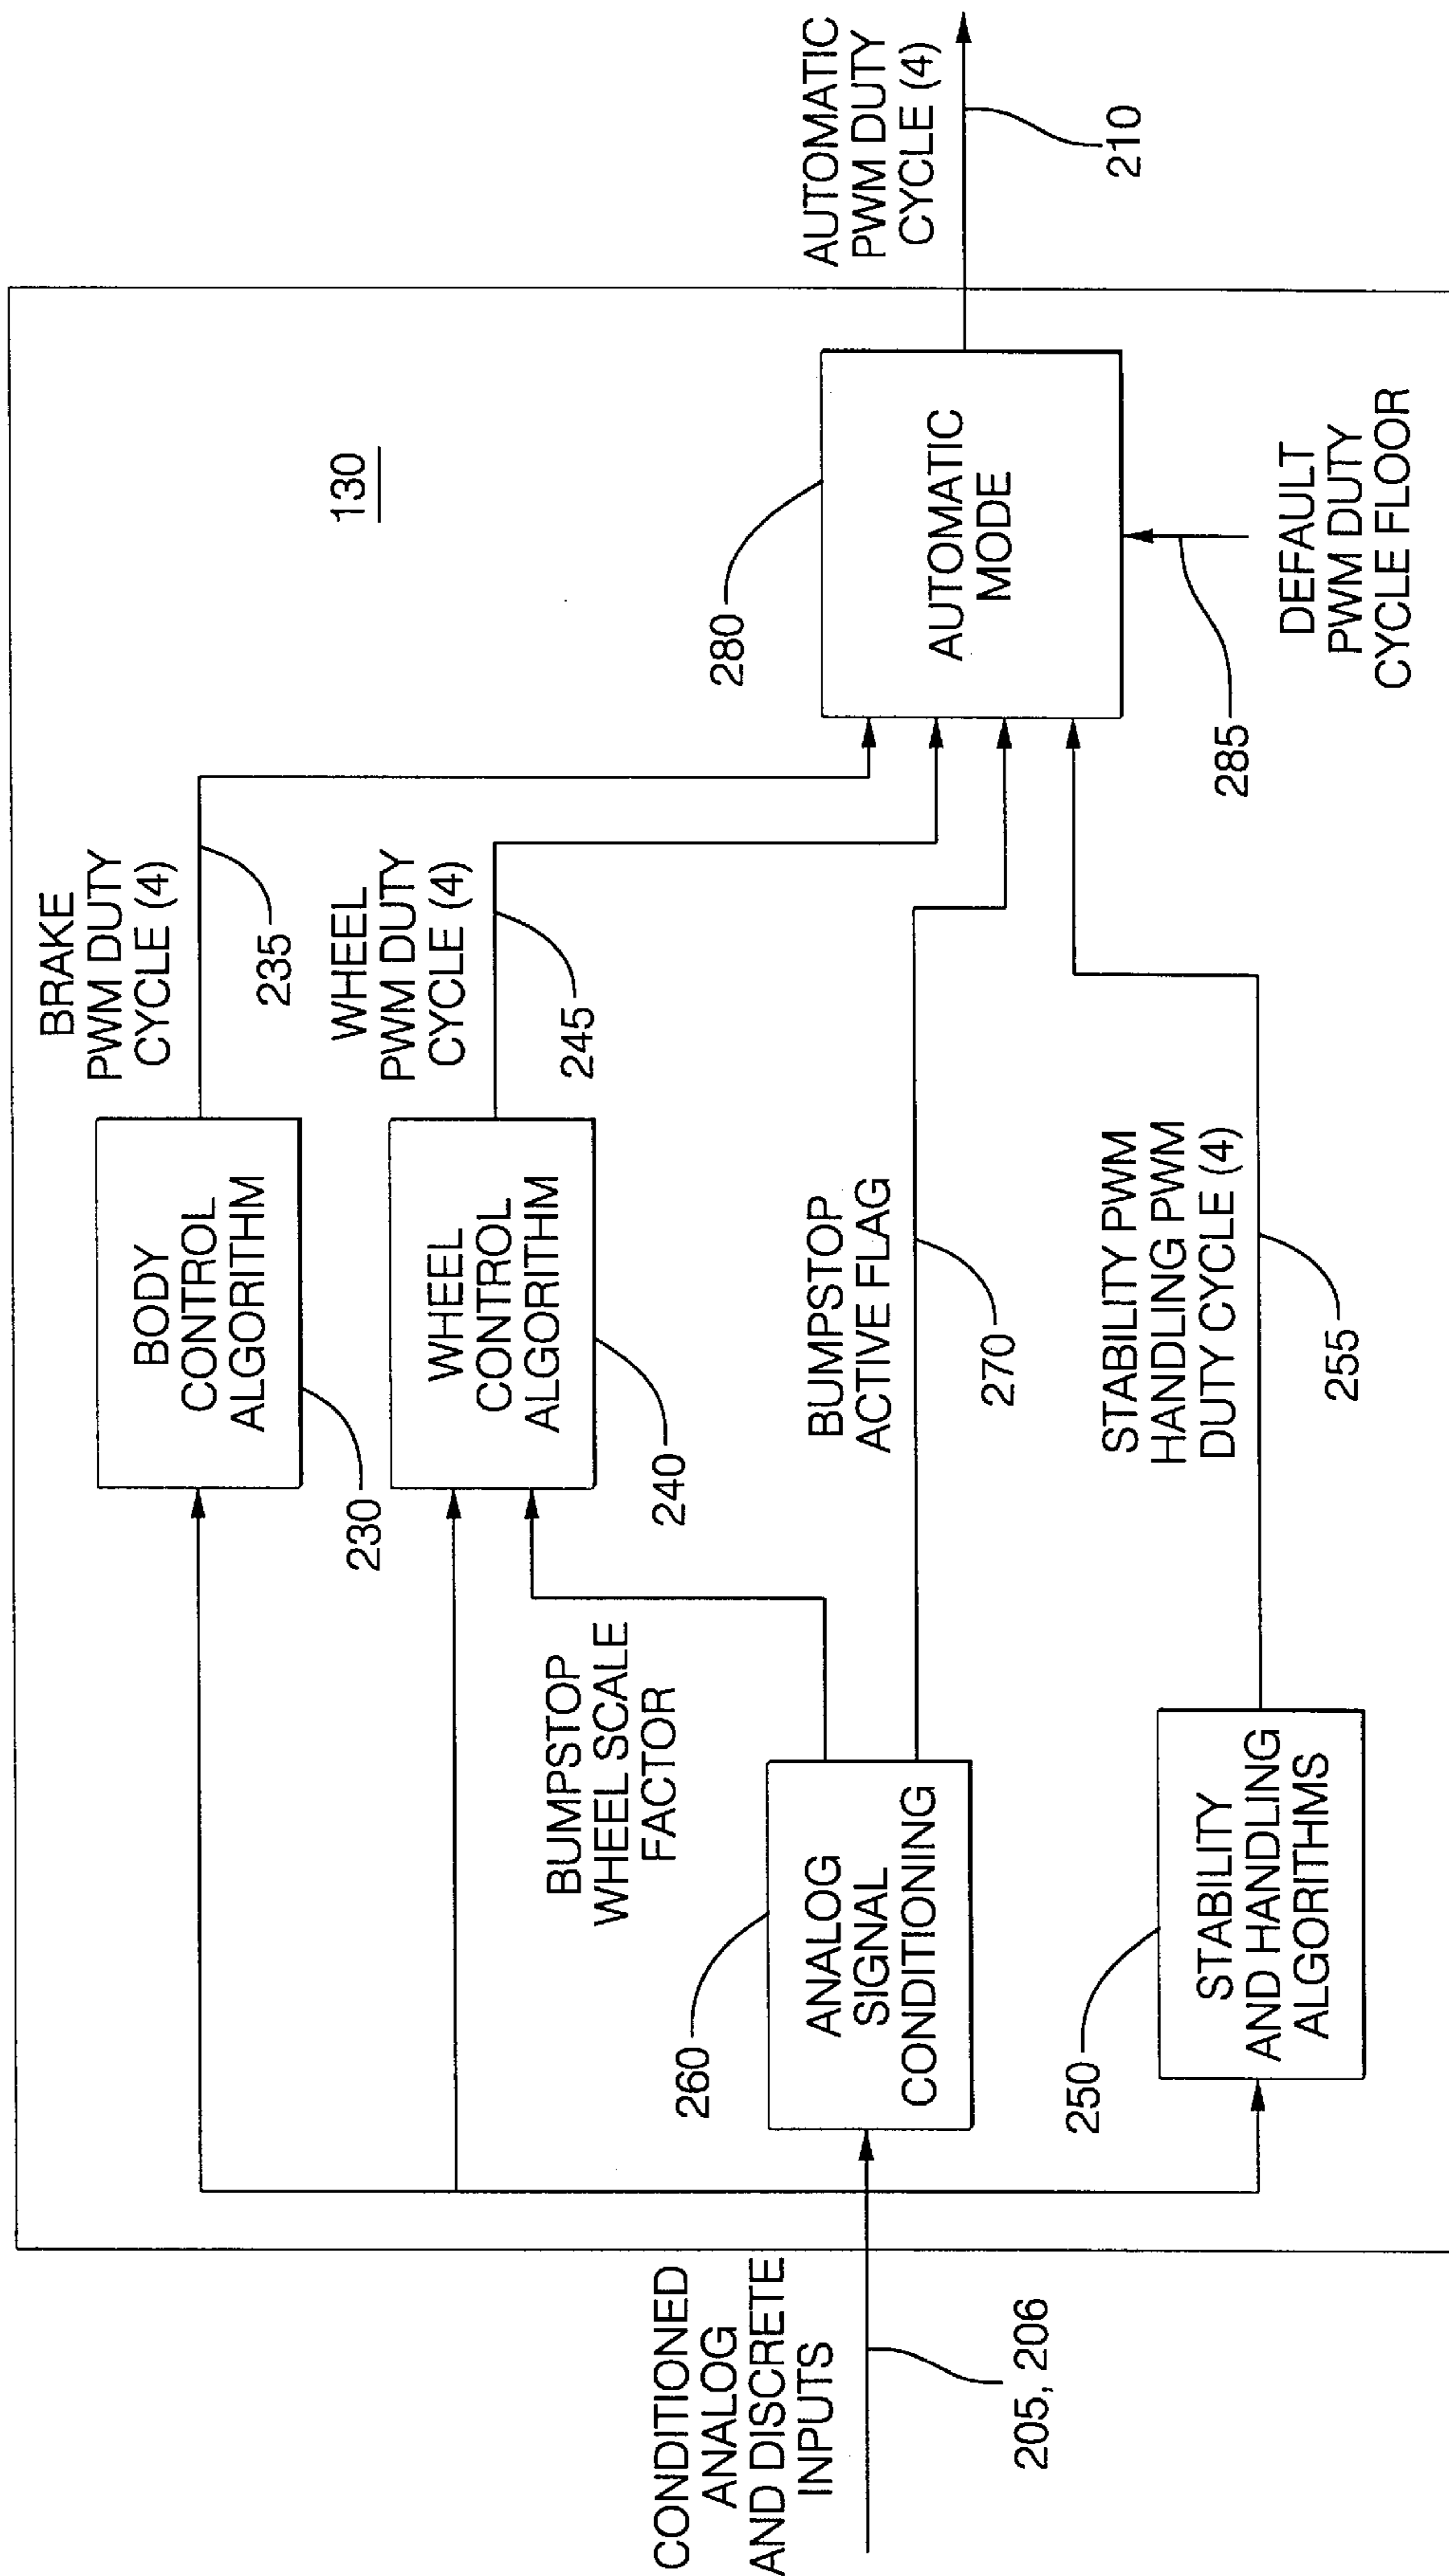 CONDITIONED
ANALOG
AND DISCRETE
INPUTS
205, 206
130
BODY
CONTROL
ALGORITHM
230
BRAKE
PWM DUTY
CYCLE (4)
235
WHEEL
CONTROL
ALGORITHM
240
WHEEL
PWM DUTY
CYCLE (4)
245
BUMPSTOP
WHEEL SCALE
FACTOR
260
ANALOG
SIGNAL
CONDITIONING
BUMPSTOP
ACTIVE FLAG
270
250
STABILITY
AND HANDLING
ALGORITHMS
STABILITY PWM
HANDLING PWM
DUTY CYCLE (4)
255
280
AUTOMATIC
MODE
285
DEFAULT
PWM DUTY
CYCLE FLOOR
AUTOMATIC
PWM DUTY
CYCLE (4)
210